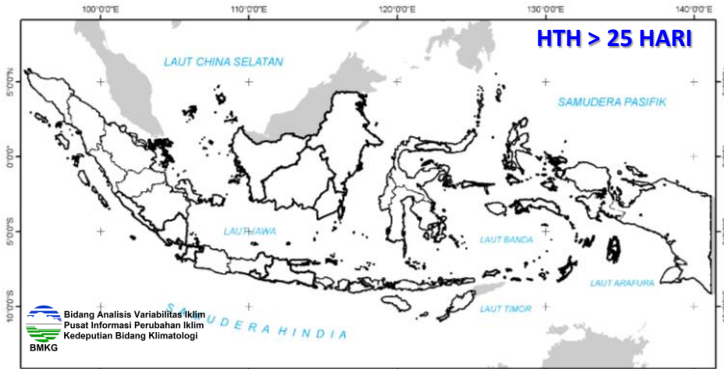 100°0'0"E 110°0'0"E 120°0'0"E 130°0'0"E 140°0'0"E
HTH > 25 HARI
LAUT CHINA SELATAN
5°0'0"N
SAMUDERA PASIFIK
0°0'0"
5°0'0"S
LAUT JAWA
LAUT BANDA
LAUT ARAFURA
10°0'0"S
LAUT TIMOR
SAMUDERA HINDIA
Bidang Analisis Variabilitas Iklim
Pusat Informasi Perubahan Iklim
Kedeputian Bidang Klimatologi
BMKG